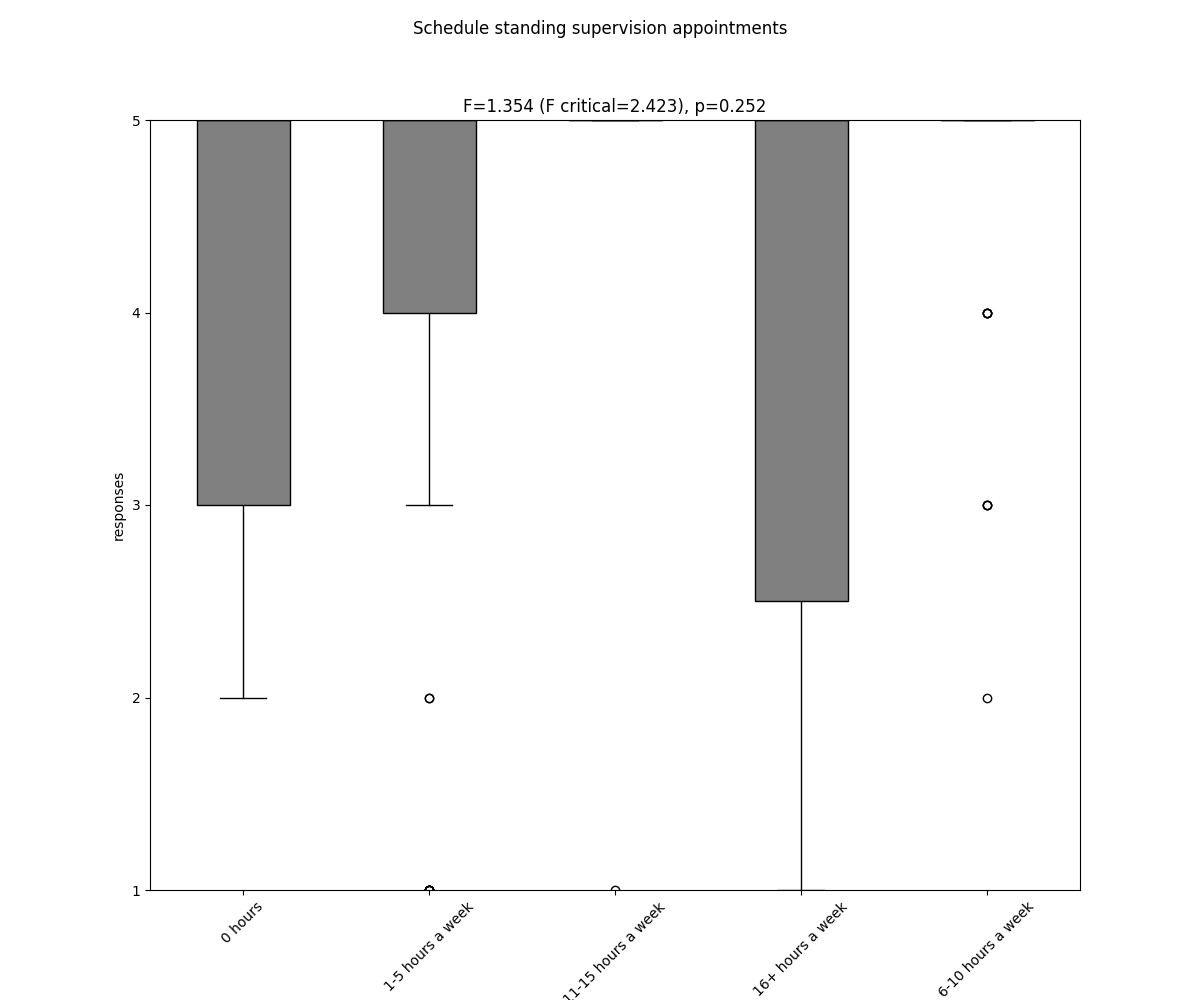 Schedule standing supervision appointments
F=1.354 (F critical=2.423), p=0.252
5
4
3
2
1
responses
0 hours
1-5 hours a week
11-15 hours a week
16+ hours a week
6-10 hours a week